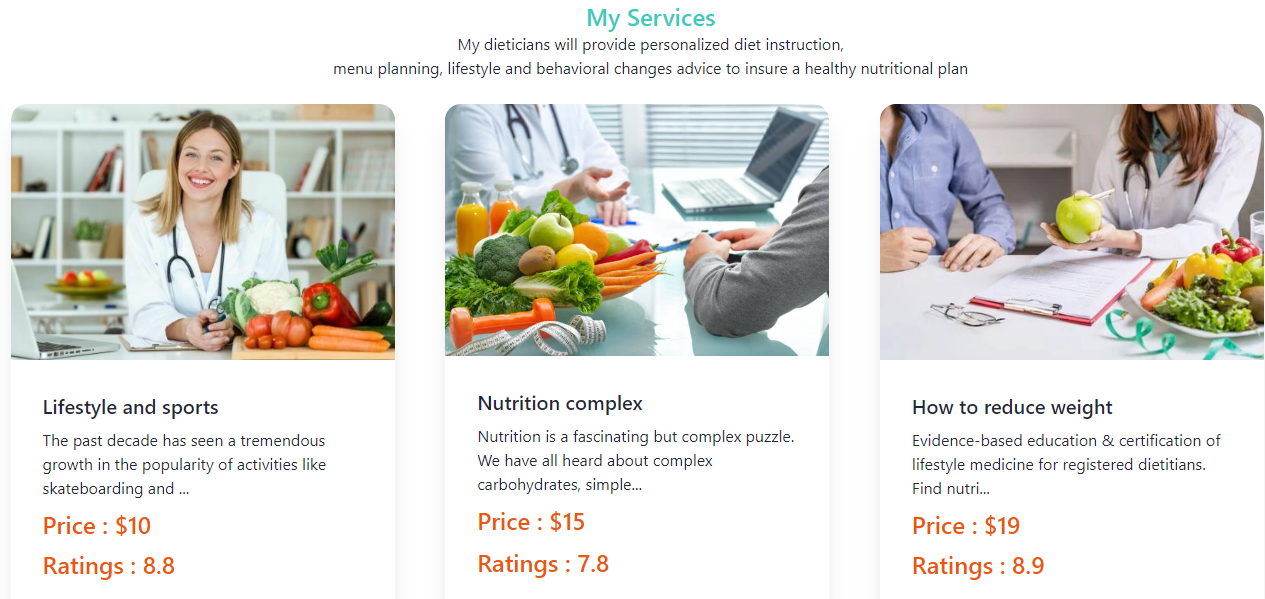 My Services
My dieticians will provide personalized diet instruction,
menu planning, lifestyle and behavioral changes advice to insure a healthy nutritional plan
Lifestyle and sports
The past decade has seen a tremendous
growth in the popularity of activities like
skateboarding and ...
Price : $10
Ratings : 8.8
Nutrition complex
Nutrition is a fascinating but complex puzzle.
We have all heard about complex
carbohydrates, simple...
Price : $15
Ratings : 7.8
How to reduce weight
Evidence-based education & certification of
lifestyle medicine for registered dietitians.
Find nutri...
Price : $19
Ratings : 8.9